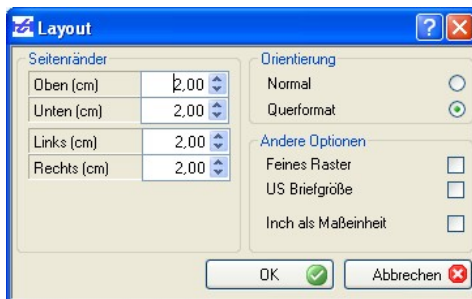 Layout
Seitenränder
Oben (cm) 2,00
Unten (cm) 2,00
Links (cm) 2,00
Rechts (cm) 2,00
Orientierung
Normal
Querformat
Andere Optionen
Feines Raster
US Briefgröße
Inch als Maßeinheit
OK
Abbrechen